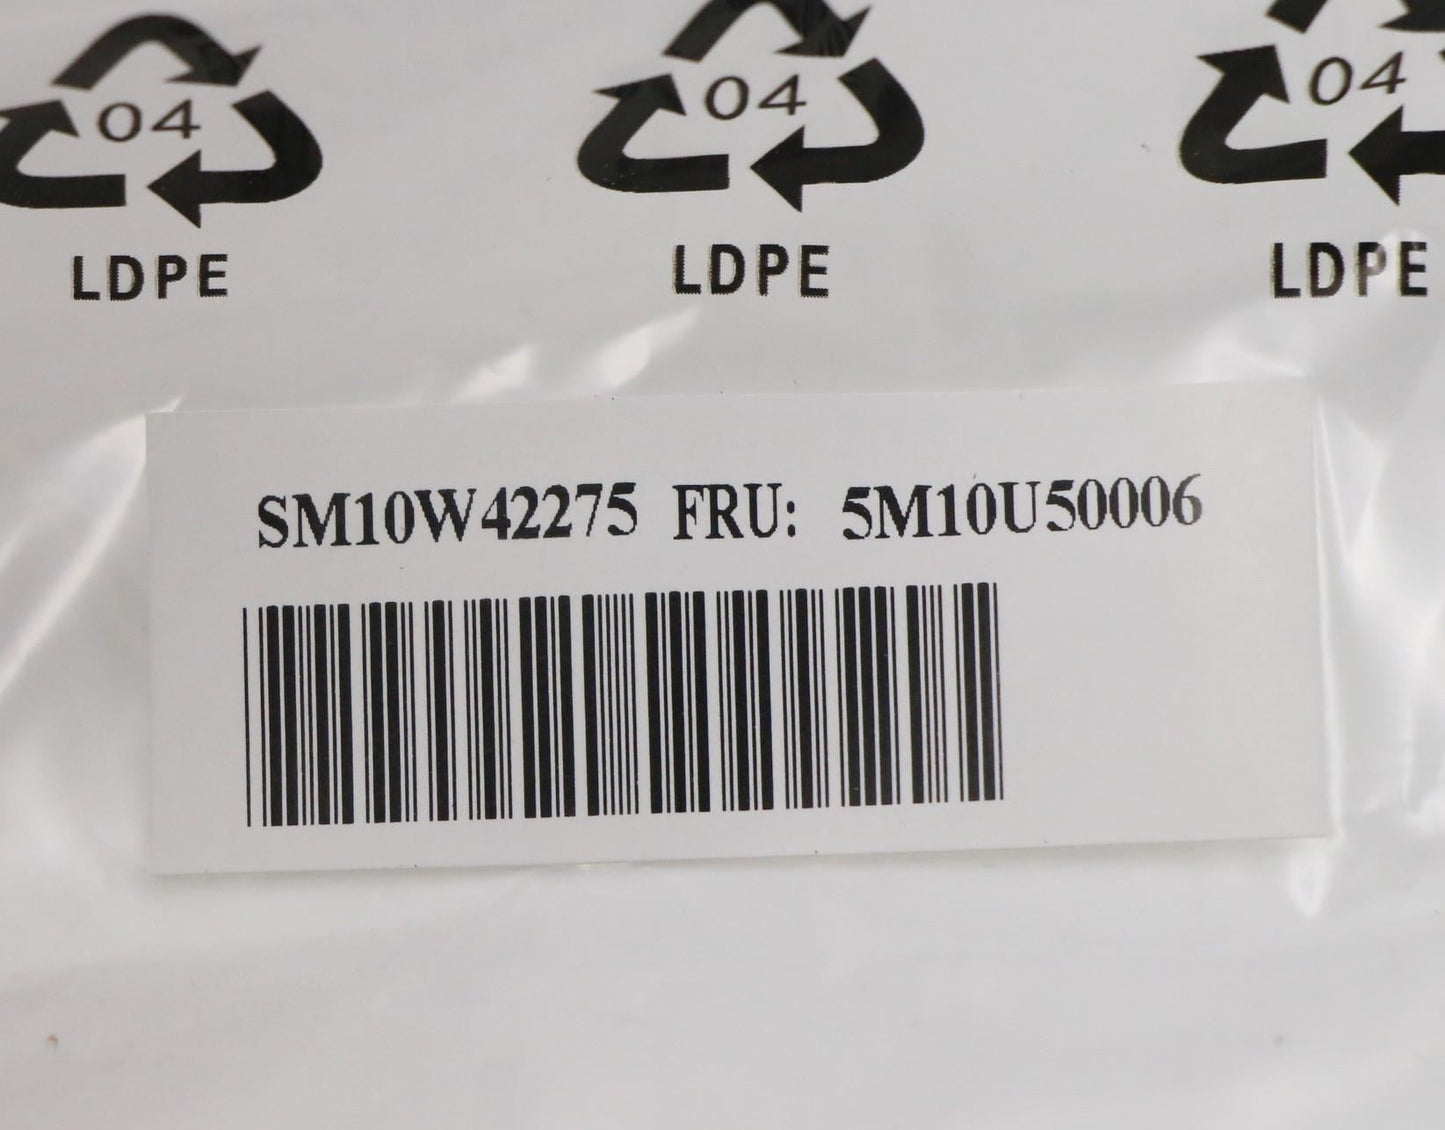 04 04 04
LDPE LDPE LDPE
SM10W42275 FRU: 5M10U50006